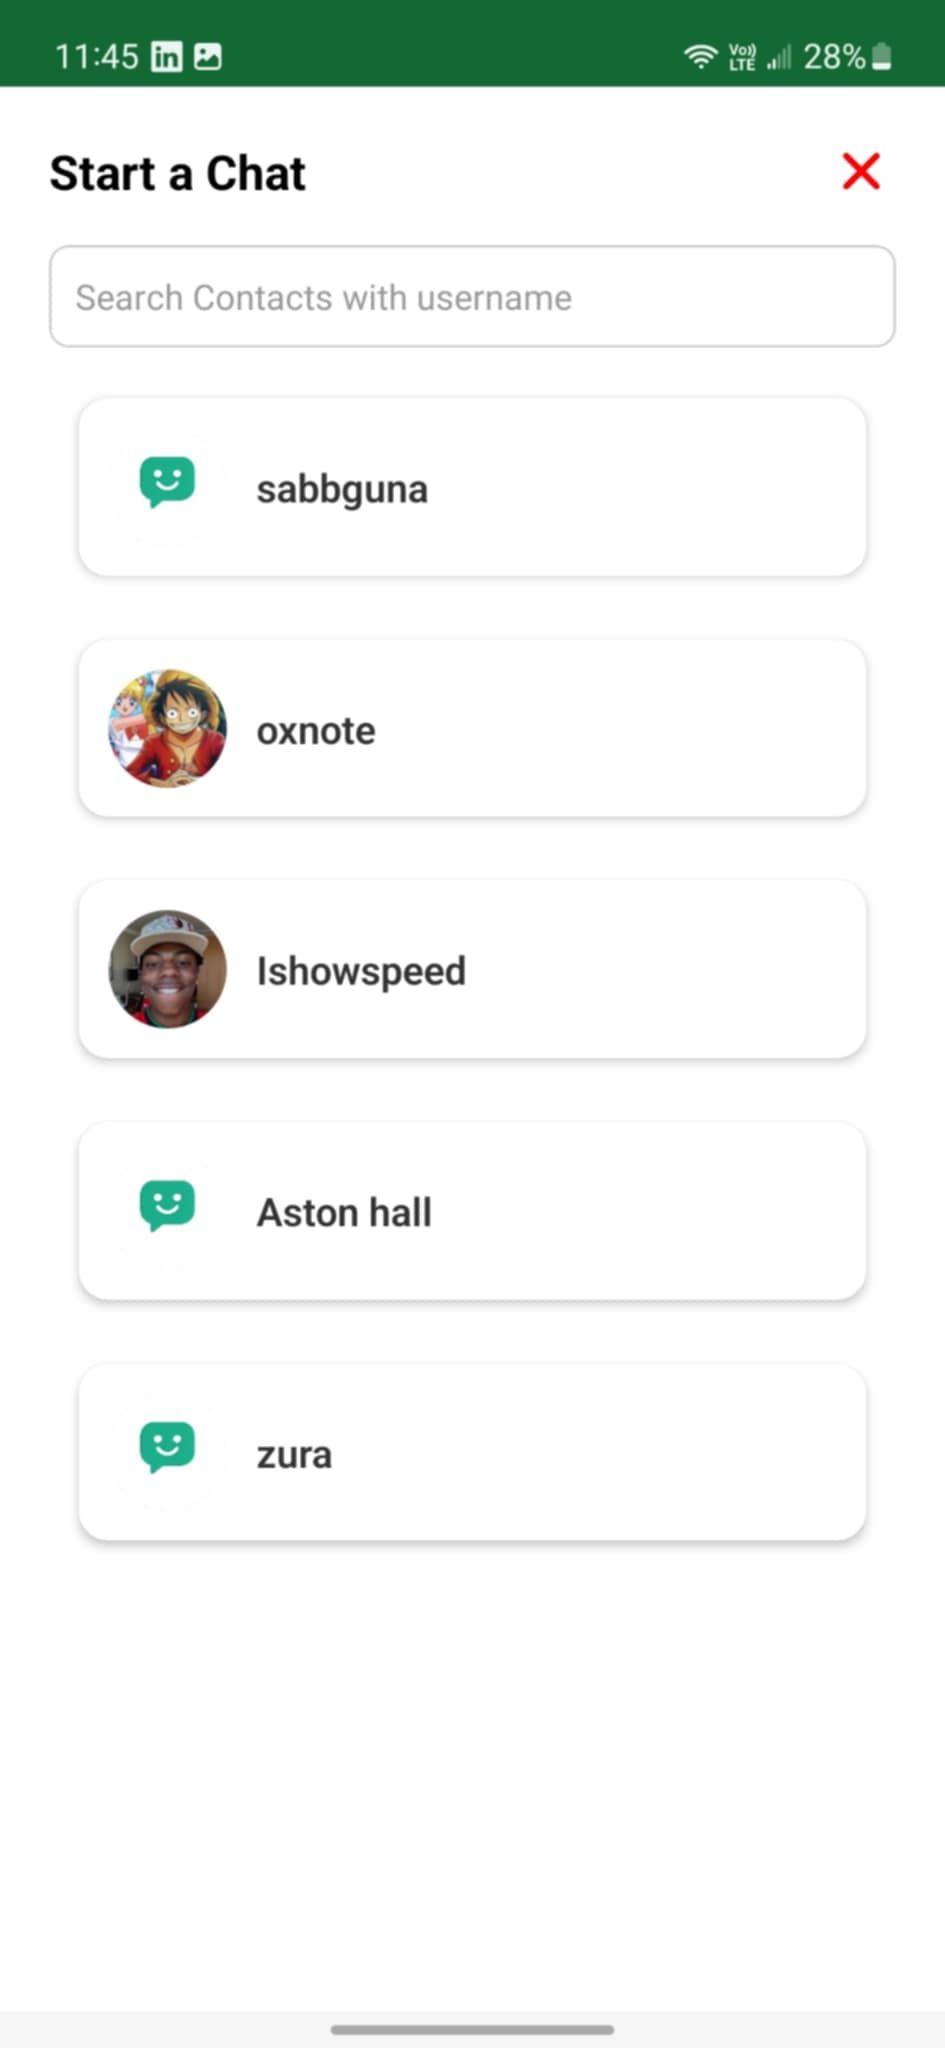 11:45 in Vo)) LTE 28%
Start a Chat
Search Contacts with username
sabbguna
oxnote
Ishowspeed
Aston hall
zura